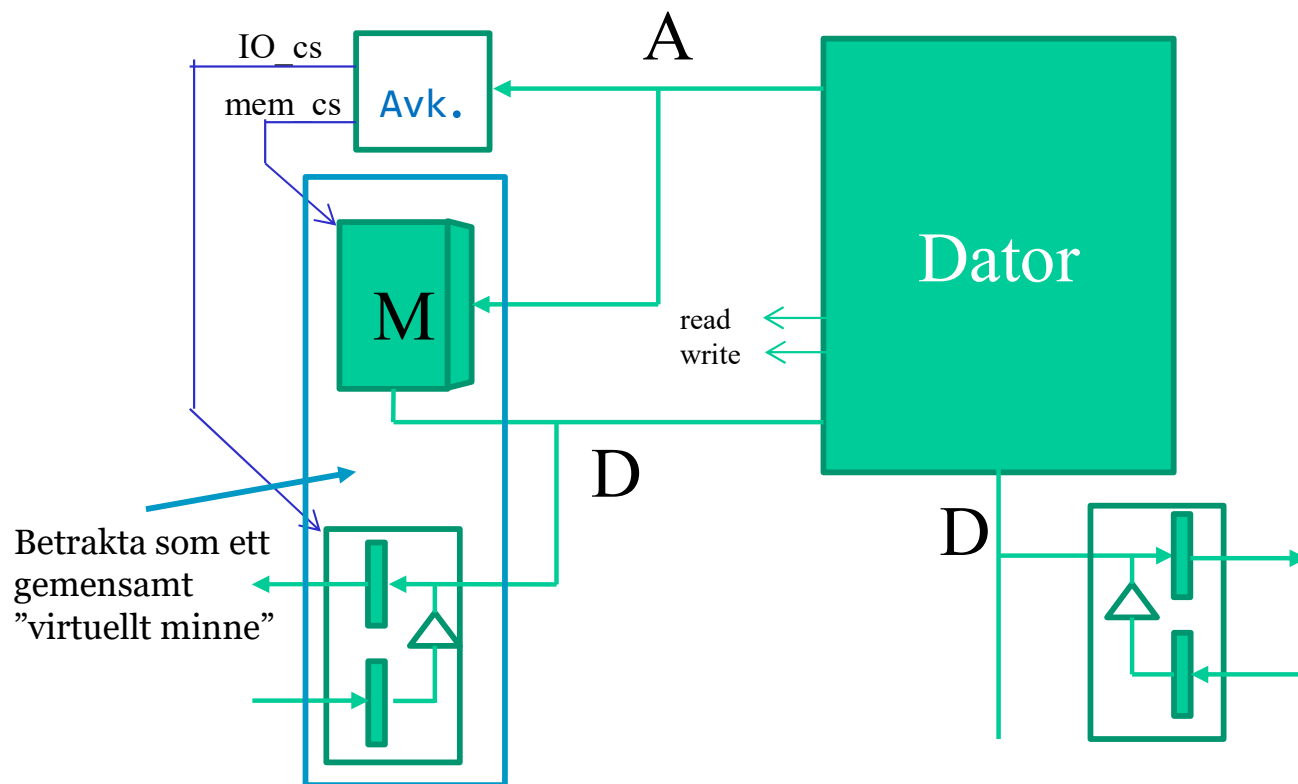 IO_cs
A
mem_cs
Avk.
Dator
M
read
write
D
D
Betrakta som ett
gemensamt
”virtuellt minne”